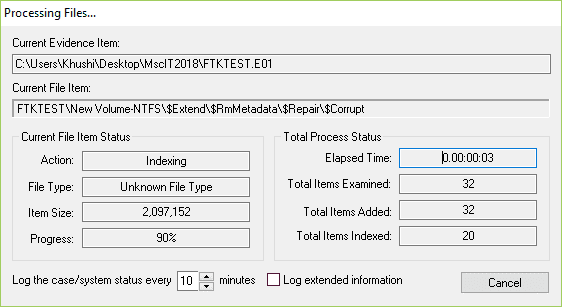 Processing Files...
Current Evidence Item:
C:\Users\Khushi\Desktop\MscIT2018\FTKTEST.E01
Current File Item:
FTKTEST\New Volume-NTFS\$Extend\$RmMetadata\$Repair\$Corrupt
Current File Item Status
Action: Indexing
File Type: Unknown File Type
Item Size: 2,097,152
Progress: 90%
Total Process Status
Elapsed Time: 0.00:00:03
Total Items Examined: 32
Total Items Added: 32
Total Items Indexed: 20
Log the case/system status every 10 minutes
Log extended information
Cancel